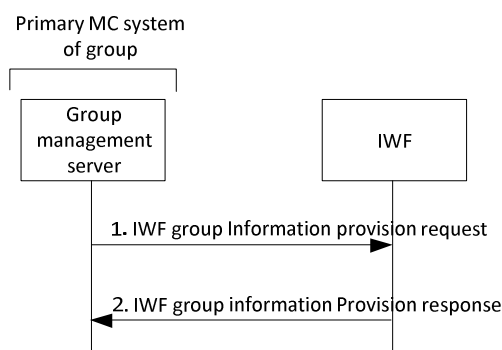 Primary MC system
of group
Group
management
server
IWF
1. IWF group Information provision request
2. IWF group information Provision response